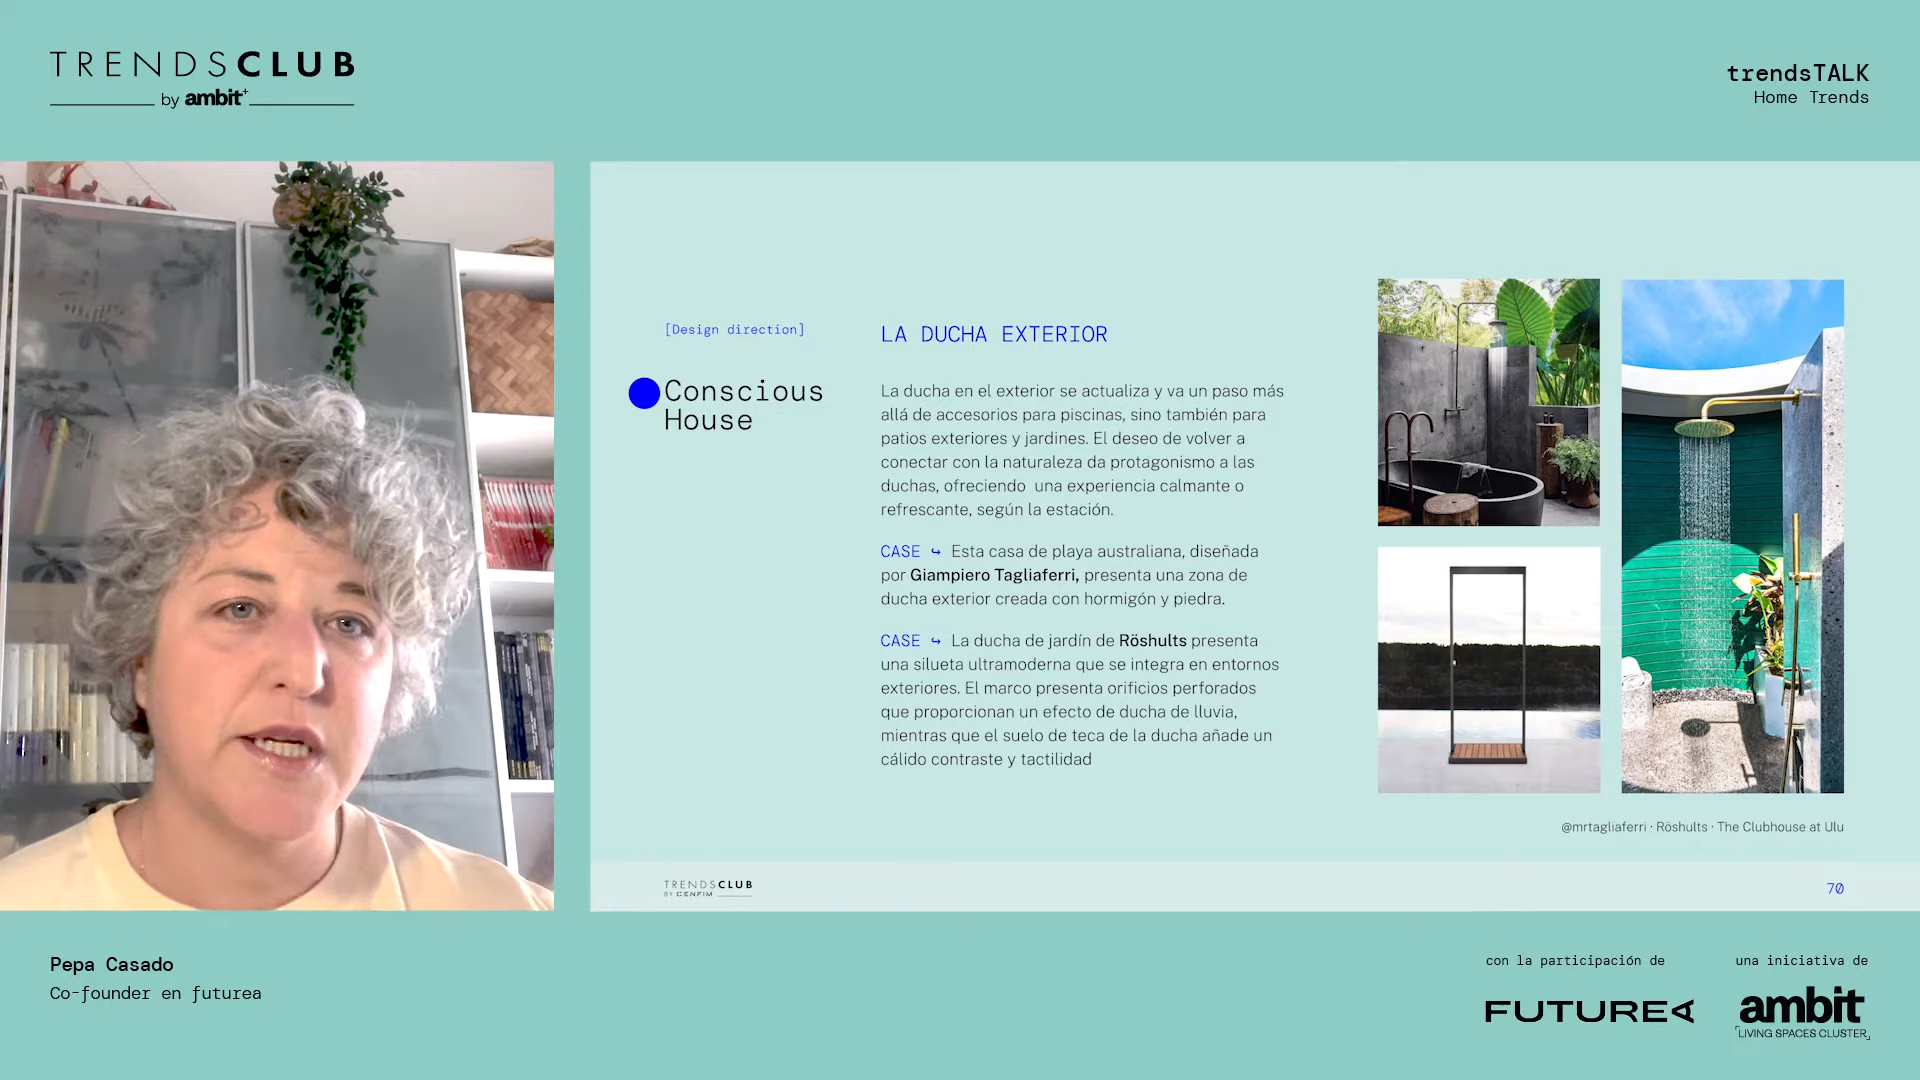 TRENDSCLUB
by ambit+
trendsTALK
Home Trends
[Design direction]
Conscious
House
LA DUCHA EXTERIOR
La ducha en el exterior se actualiza y va un paso más
allá de accesorios para piscinas, sino también para
patios exteriores y jardines. El deseo de volver a
conectar con la naturaleza da protagonismo a las
duchas, ofreciendo una experiencia calmante o
refrescante, según la estación.
CASE ↪ Esta casa de playa australiana, diseñada
por Giampiero Tagliaferri, presenta una zona de
ducha exterior creada con hormigón y piedra.
CASE ↪ La ducha de jardín de Röshults presenta
una silueta ultramoderna que se integra en entornos
exteriores. El marco presenta orificios perforados
que proporcionan un efecto de ducha de lluvia,
mientras que el suelo de teca de la ducha añade un
cálido contraste y tactilidad
@mrtagliaferri · Röshults · The Clubhouse at Ulu
TRENDSCLUB
BY CENFIM
70
Pepa Casado
Co-founder en futurea
con la participación de
FUTUREA
una iniciativa de
ambit
LIVING SPACES CLUSTER